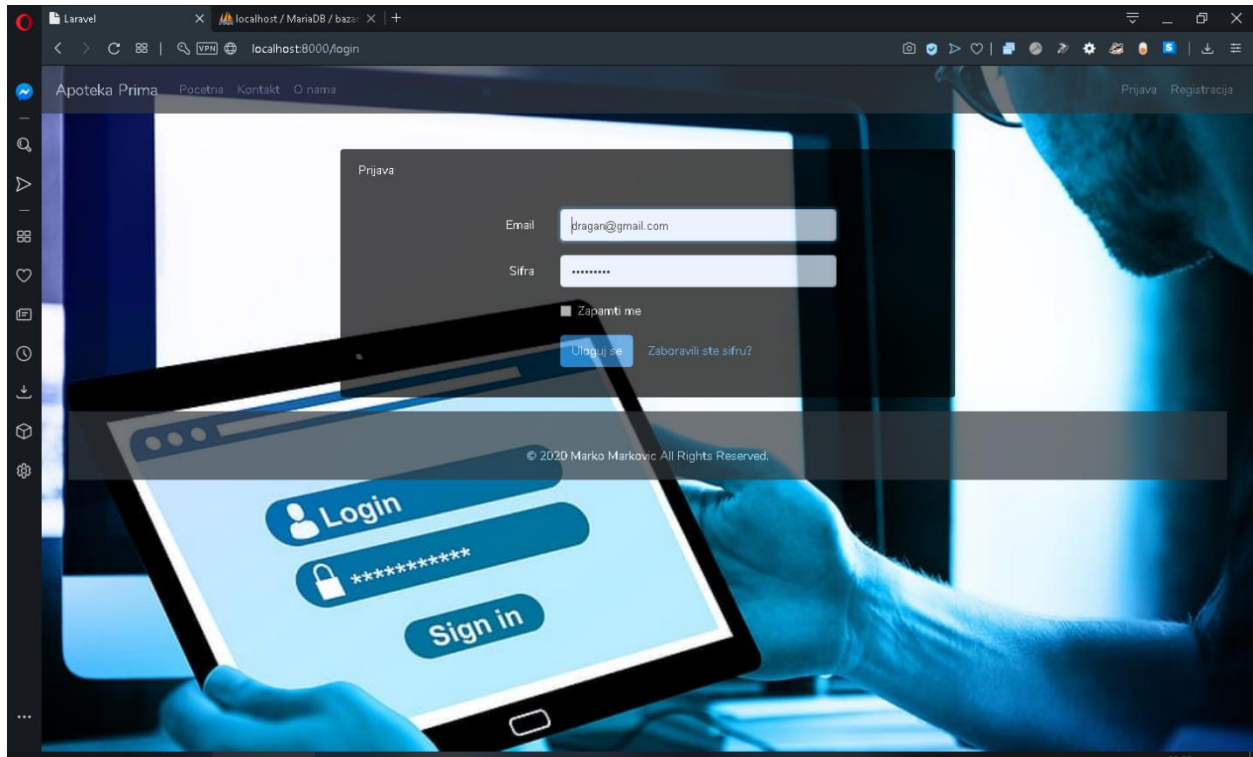 Laravel
localhost / MariaDB / baza
VPN
localhost:8000/login
Apoteka Prima
Pocetna Kontakt O nama
Prijava Registracija
Prijava
Email
dragan@gmail.com
Sifra
•••••••••
Zapamti me
Uloguj se
Zaboravili ste sifru?
© 2020 Marko Markovic All Rights Reserved.
Login
***********
Sign in